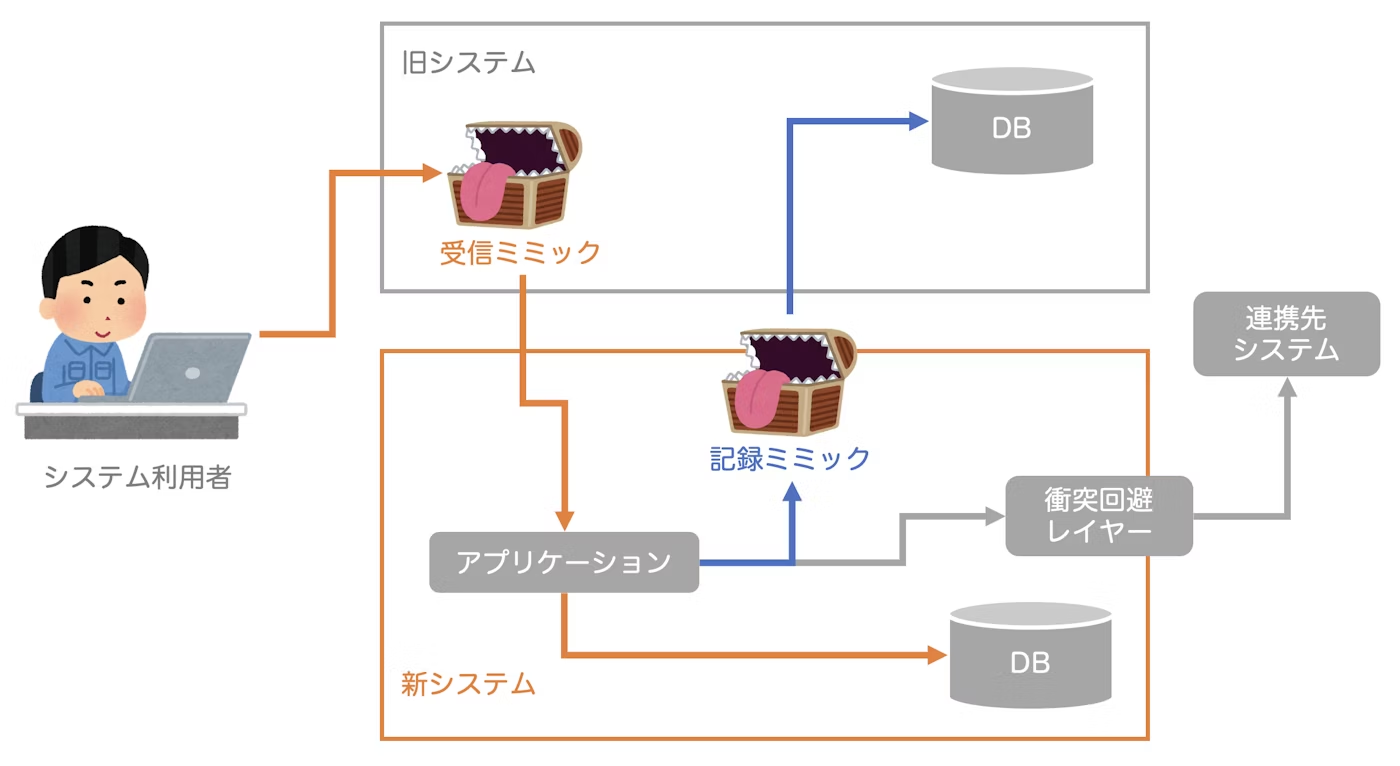 旧システム
DB
受信ミミック
連携先
システム
記録ミミック
システム利用者
衝突回避
レイヤー
アプリケーション
DB
新システム